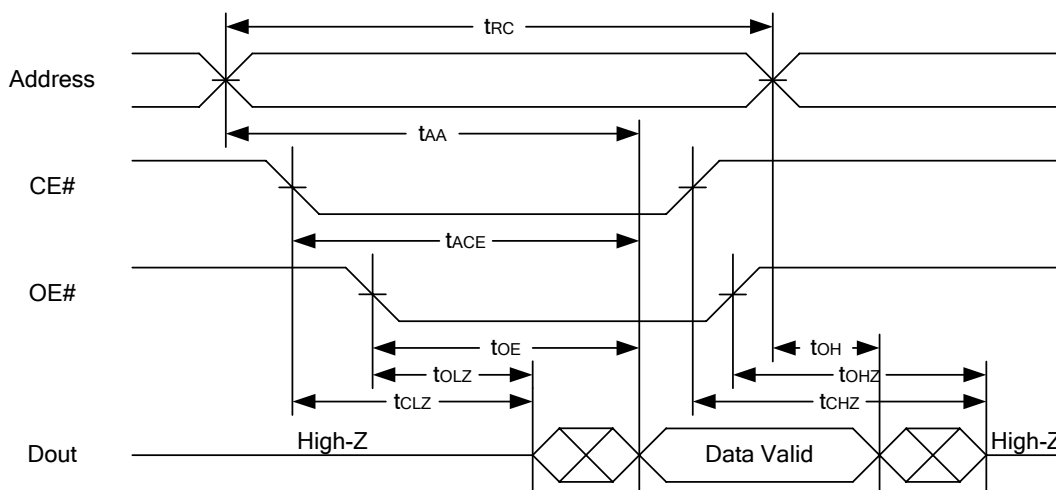 tRC
Address
tAA
CE#
tACE
OE#
tOE
tOH
tOLZ
tOHZ
tCLZ
tCHZ
High-Z
Data Valid
High-Z
Dout